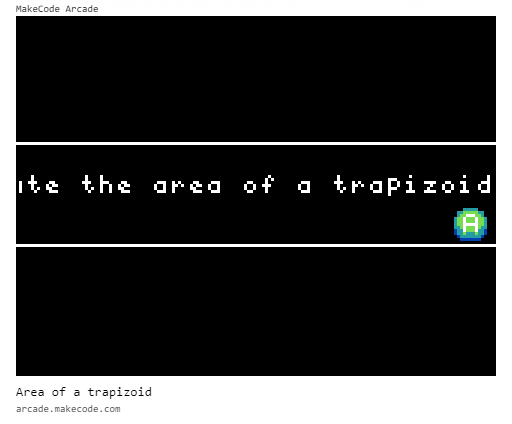 MakeCode Arcade
te the area of a trapizoid
A
Area of a trapizoid
arcade.makecode.com